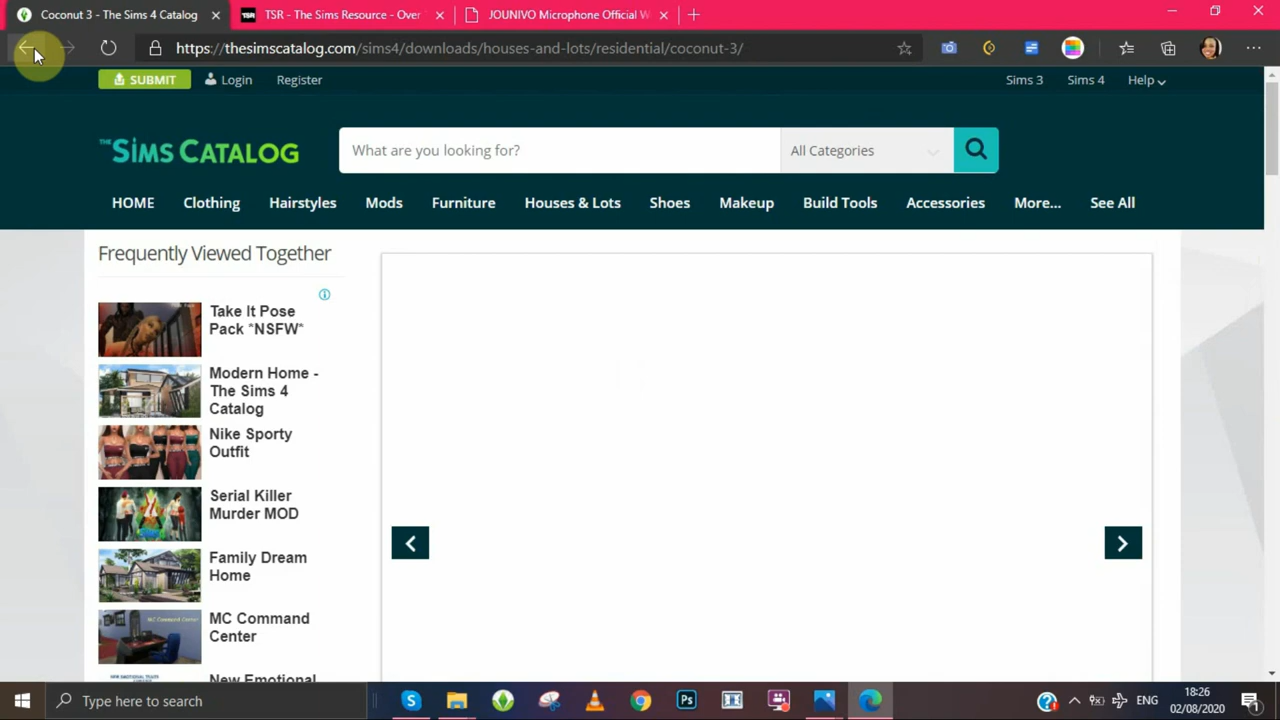 Coconut 3 - The Sims 4 Catalog
TSR TSR - The Sims Resource - Over
JOUNIVO Microphone Official W
https://thesimscatalog.com/sims4/downloads/houses-and-lots/residential/coconut-3/
SUBMIT Login Register Sims 3 Sims 4 Help
THE SIMS CATALOG
What are you looking for? All Categories
HOME Clothing Hairstyles Mods Furniture Houses & Lots Shoes Makeup Build Tools Accessories More... See All
Frequently Viewed Together
Take It Pose
Pack *NSFW*
Modern Home -
The Sims 4
Catalog
Nike Sporty
Outfit
Serial Killer
Murder MOD
Family Dream
Home
MC Command
Center
New Emotional
Type here to search
Ps
ENG
18:26
02/08/2020
1